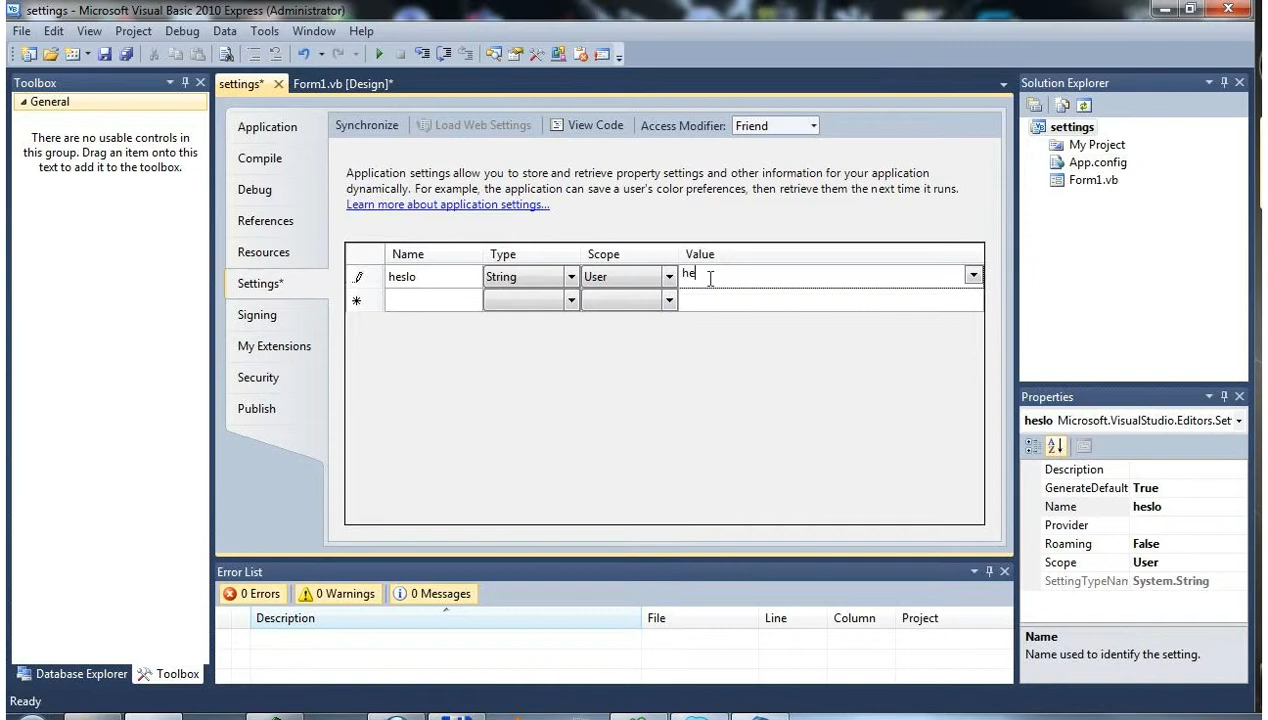 settings - Microsoft Visual Basic 2010 Express (Administrator)
File Edit View Project Debug Data Tools Window Help
Toolbox
General
There are no usable controls in
this group. Drag an item onto this
text to add it to the toolbox.
Database Explorer Toolbox
settings* Form1.vb [Design]*
Application
Compile
Debug
References
Resources
Settings*
Signing
My Extensions
Security
Publish
Synchronize Load Web Settings View Code Access Modifier: Friend
Application settings allow you to store and retrieve property settings and other information for your application
dynamically. For example, the application can save a user's color preferences, then retrieve them the next time it runs.
Learn more about application settings...
Name Type Scope Value
heslo String User he
Error List
0 Errors 0 Warnings 0 Messages
Description File Line Column Project
Solution Explorer
settings
My Project
App.config
Form1.vb
Properties
heslo Microsoft.VisualStudio.Editors.Set
Description
GenerateDefault True
Name heslo
Provider
Roaming False
Scope User
SettingTypeNan System.String
Name
Name used to identify the setting.
Ready